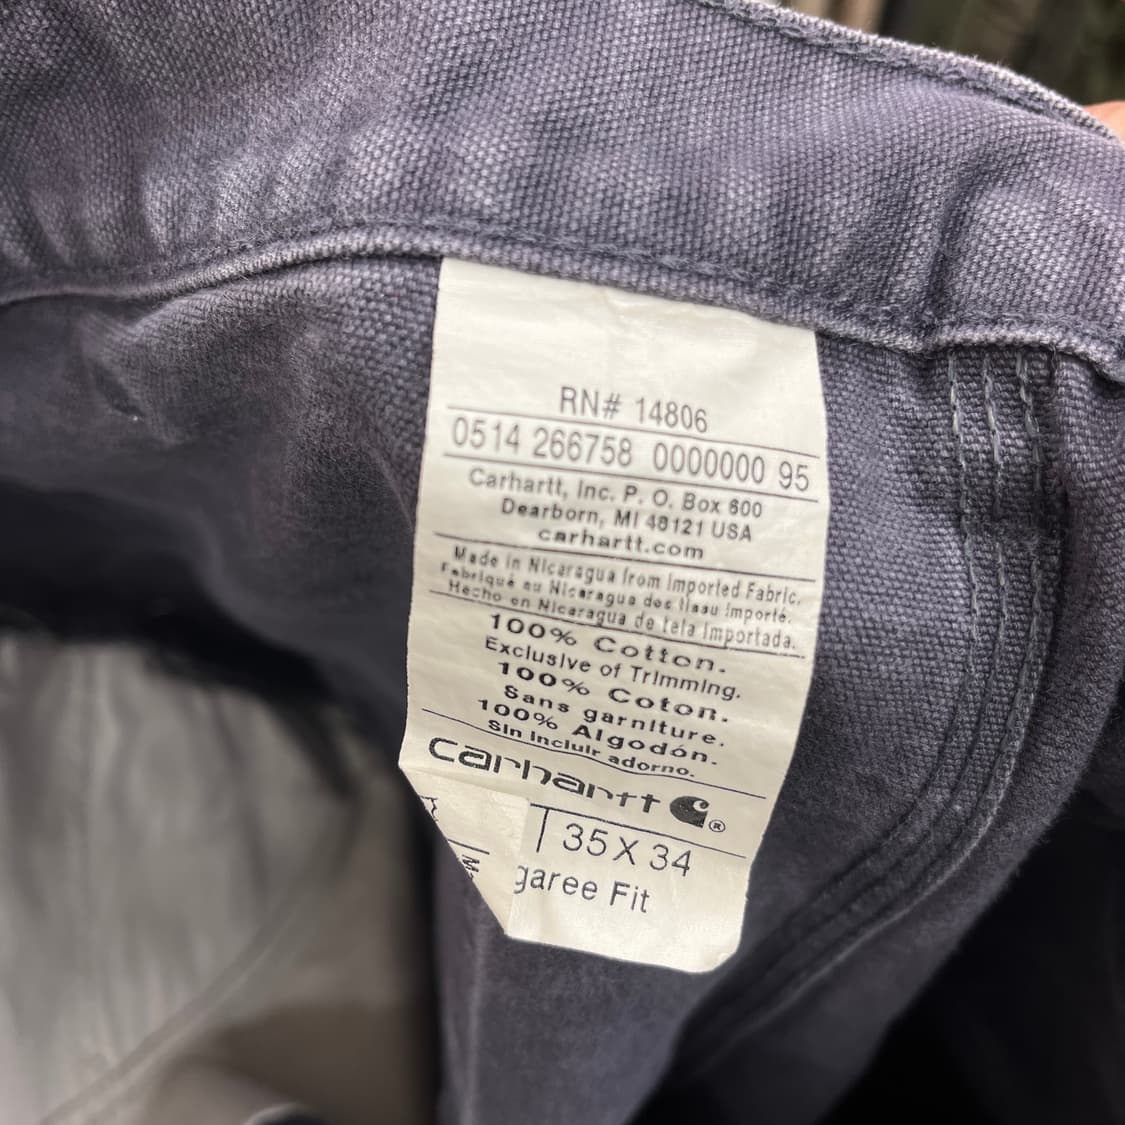 RN# 14806
0514 266758 0000000 95
Carhartt, Inc. P. O. Box 600
Dearborn, MI 48121 USA
carhartt.com
Made in Nicaragua from Imported Fabric.
Fabriqué au Nicaragua des tissu importé.
Hecho en Nicaragua de tela Importada.
100% Cotton.
Exclusive of Trimming.
100% Coton.
Sans garniture.
100% Algodón.
Sin incluir adorno.
carhartt ®
35 X 34
garee Fit